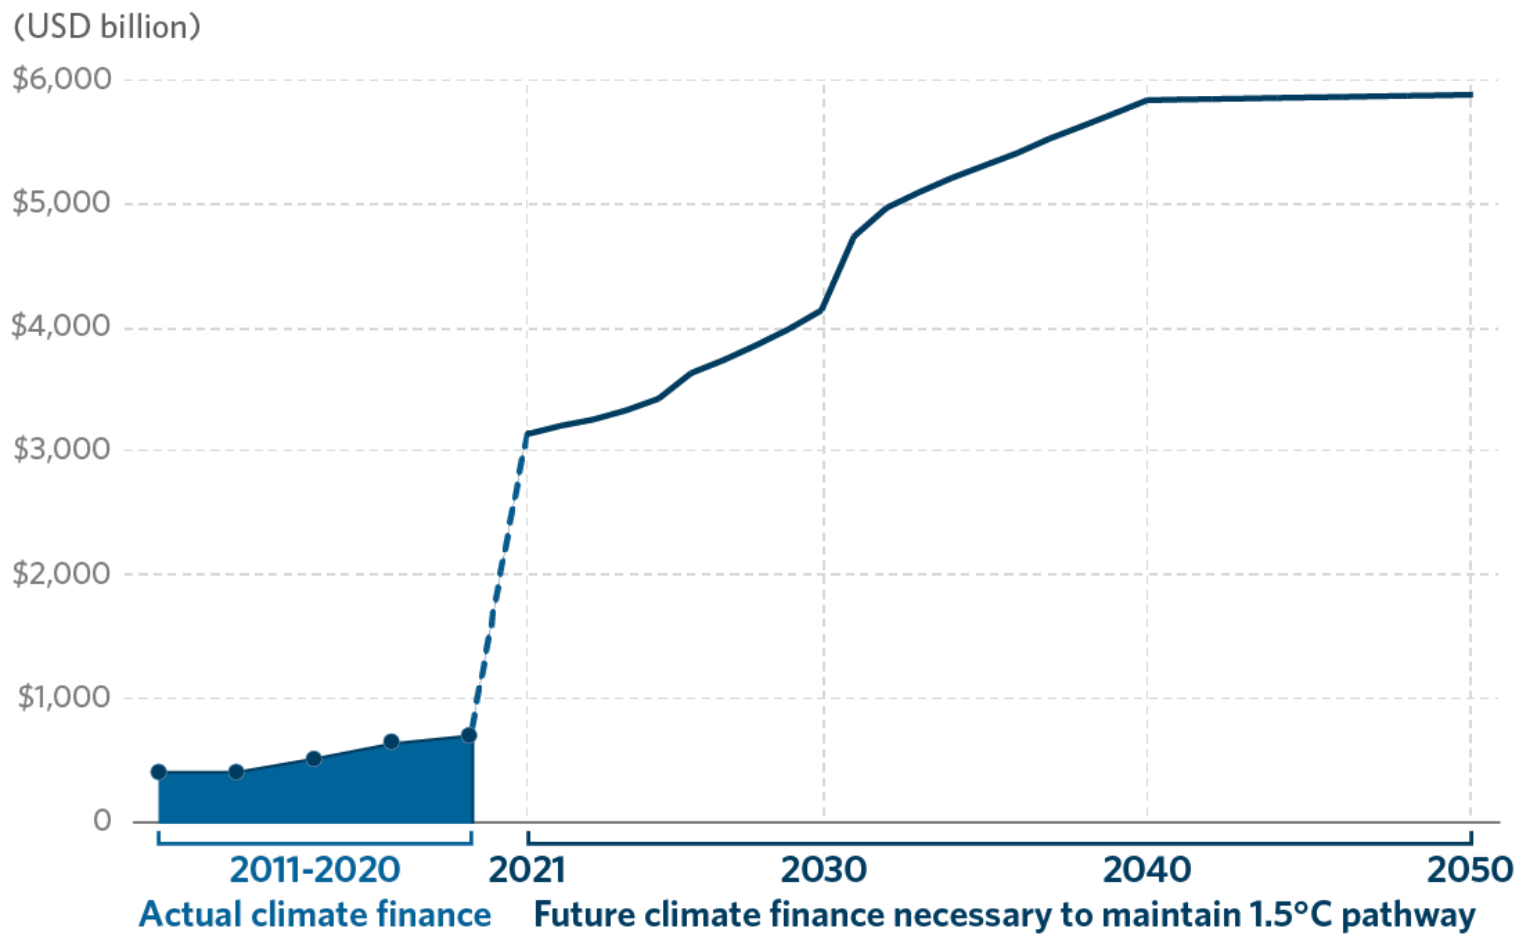 (USD billion)
$6,000
$5,000
$4,000
$3,000
$2,000
$1,000
0
2011-2020 2021 2030 2040 2050
Actual climate finance Future climate finance necessary to maintain 1.5°C pathway